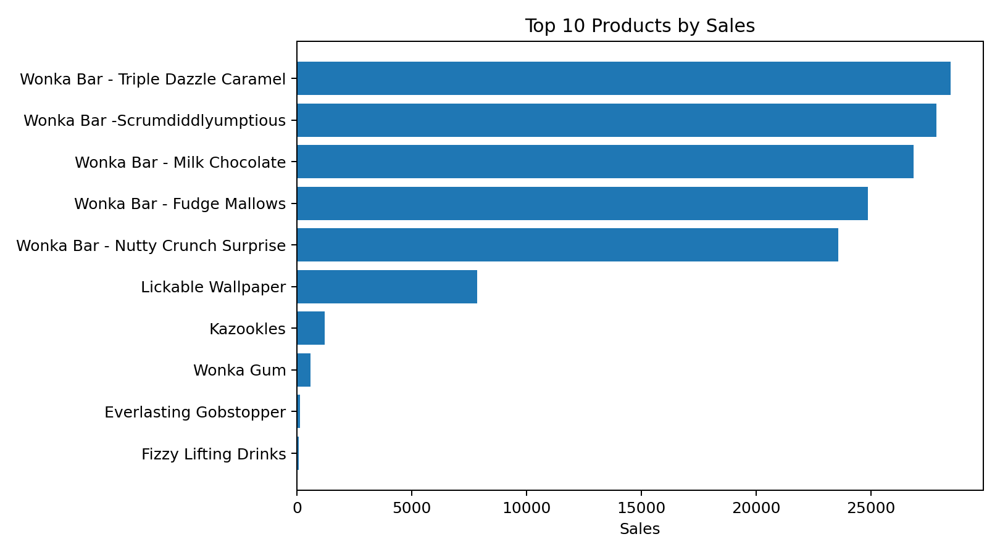 Top 10 Products by Sales
Wonka Bar - Triple Dazzle Caramel
Wonka Bar -Scrumdiddlyumptious
Wonka Bar - Milk Chocolate
Wonka Bar - Fudge Mallows
Wonka Bar - Nutty Crunch Surprise
Lickable Wallpaper
Kazookles
Wonka Gum
Everlasting Gobstopper
Fizzy Lifting Drinks
0 5000 10000 15000 20000 25000
Sales